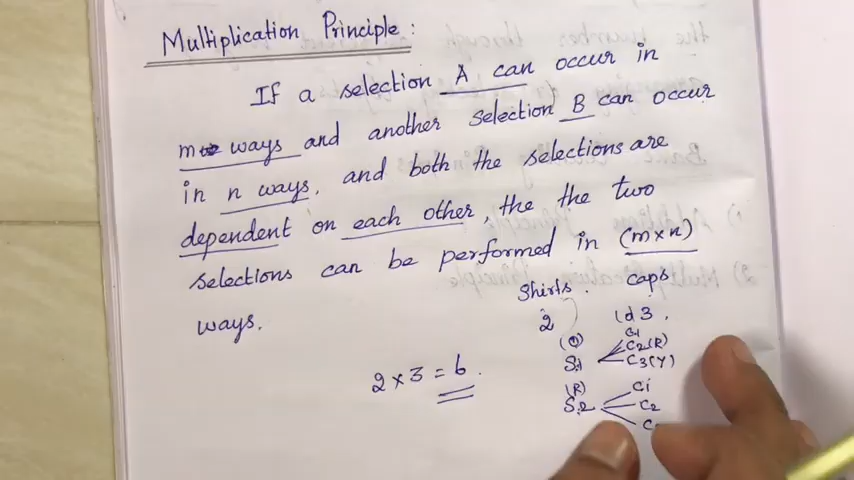 Multiplication Principle:
If a selection A can occur in
m ways and another selection B can occur
in n ways, and both the selections are
dependent on each other, the the two
selections can be performed in (m×n)
ways.
Shirts. caps
2 3.
C1
(O) C2(R)
S1 C3(Y)
2×3 = 6.
(R) Ci
S2 C2
C